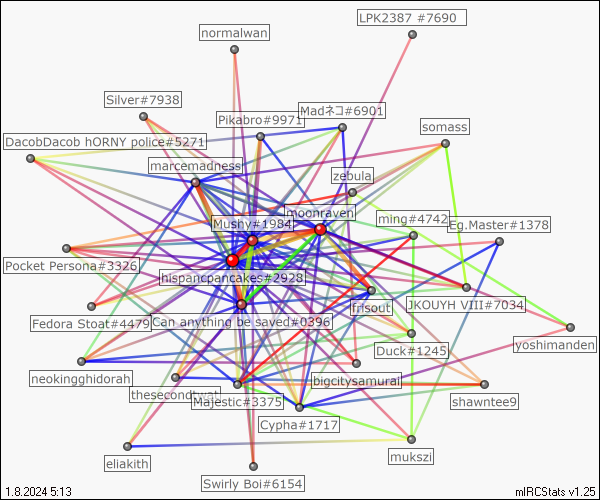 LPK2387 #7690
normalwan
Silver#7938
Madネコ#6901
Pikabro#9971
somass
DacobDacob hORNY police#5271
marcemadness
zebula
moonraven
ming#4742
Mushy#1984
Eg.Master#1378
Pocket Persona#3326
hispancpancakes#2928
JKOUYH VIII#7034
frisout
Fedora Stoat#4479
Can anything be saved#0396
yoshimanden
Duck#1245
neokingghidorah
bigcitysamurai
thesecondtwat
Majestic#3375
shawntee9
Cypha#1717
mukszi
eliakith
Swirly Boi#6154
1.8.2024 5:13
mIRCStats v1.25